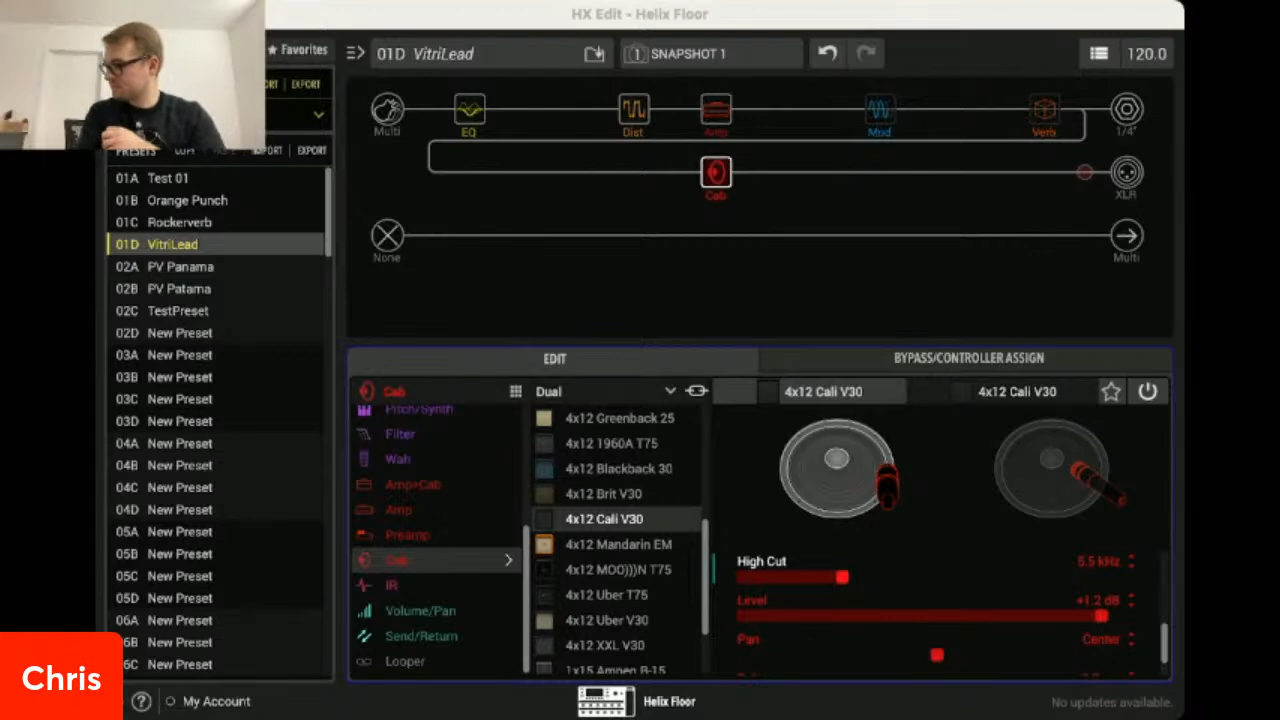 HX Edit - Helix Floor
★ Favorites
01D VitriLead
1 SNAPSHOT 1
120.0
EXPORT
Multi
EQ
Dist
Amp
Mod
Verb
1/4"
PRESETS
COPY
IMPORT
EXPORT
Cab
XLR
None
Multi
01A Test 01
01B Orange Punch
01C Rockerverb
01D VitriLead
02A PV Panama
02B PV Patama
02C TestPreset
02D New Preset
03A New Preset
03B New Preset
03C New Preset
03D New Preset
04A New Preset
04B New Preset
04C New Preset
04D New Preset
05A New Preset
05B New Preset
05C New Preset
05D New Preset
06A New Preset
06B New Preset
06C New Preset
EDIT
BYPASS/CONTROLLER ASSIGN
Cab
Dual
4x12 Cali V30
4x12 Cali V30
Pitch/Synth
Filter
Wah
Amp+Cab
Amp
Preamp
Cab
IR
Volume/Pan
Send/Return
Looper
4x12 Greenback 25
4x12 1960A T75
4x12 Blackback 30
4x12 Brit V30
4x12 Cali V30
4x12 Mandarin EM
4x12 MOO)))N T75
4x12 Uber T75
4x12 Uber V30
4x12 XXL V30
1x15 Ampeg B-15
High Cut
5.5 kHz
Level
+1.2 dB
Pan
Center
Chris
? My Account
Helix Floor
No updates available.